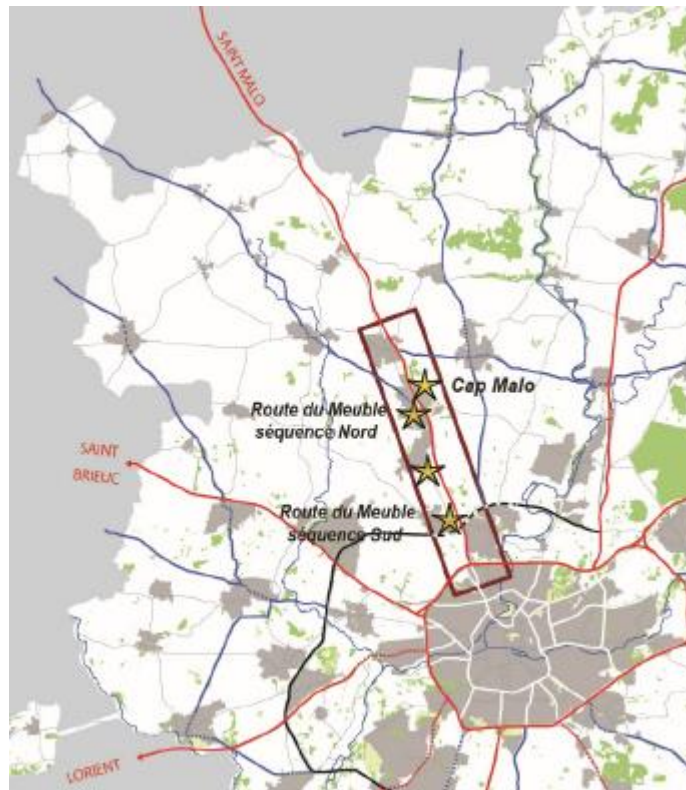 SAINT MALO
Cap Malo
Route du Meuble
séquence Nord
SAINT
BRIEUC
Route du Meuble
séquence Sud
LORIENT